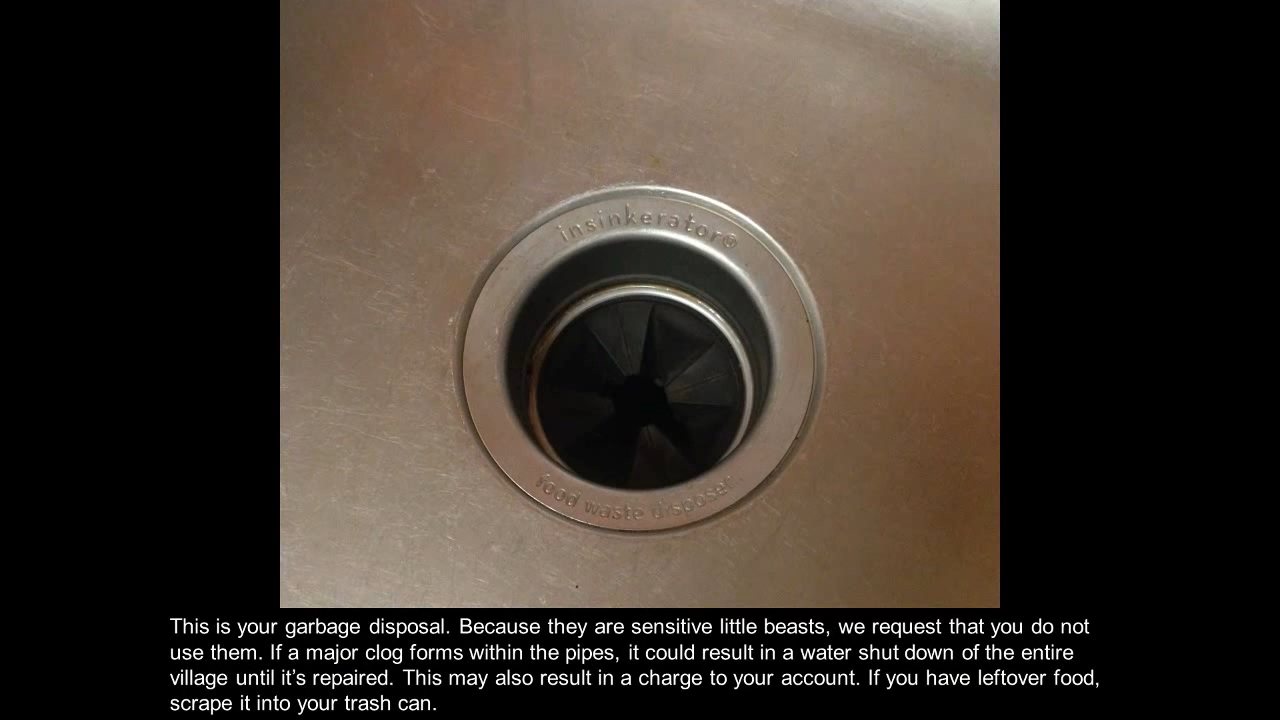 insinkerator®
food waste disposer
This is your garbage disposal. Because they are sensitive little beasts, we request that you do not
use them. If a major clog forms within the pipes, it could result in a water shut down of the entire
village until it’s repaired. This may also result in a charge to your account. If you have leftover food,
scrape it into your trash can.